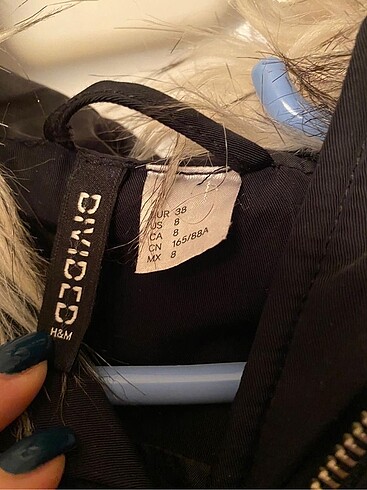 DIVIDED
H&M
EUR 38
US 8
CA 8
CN 165/88A
MX 8